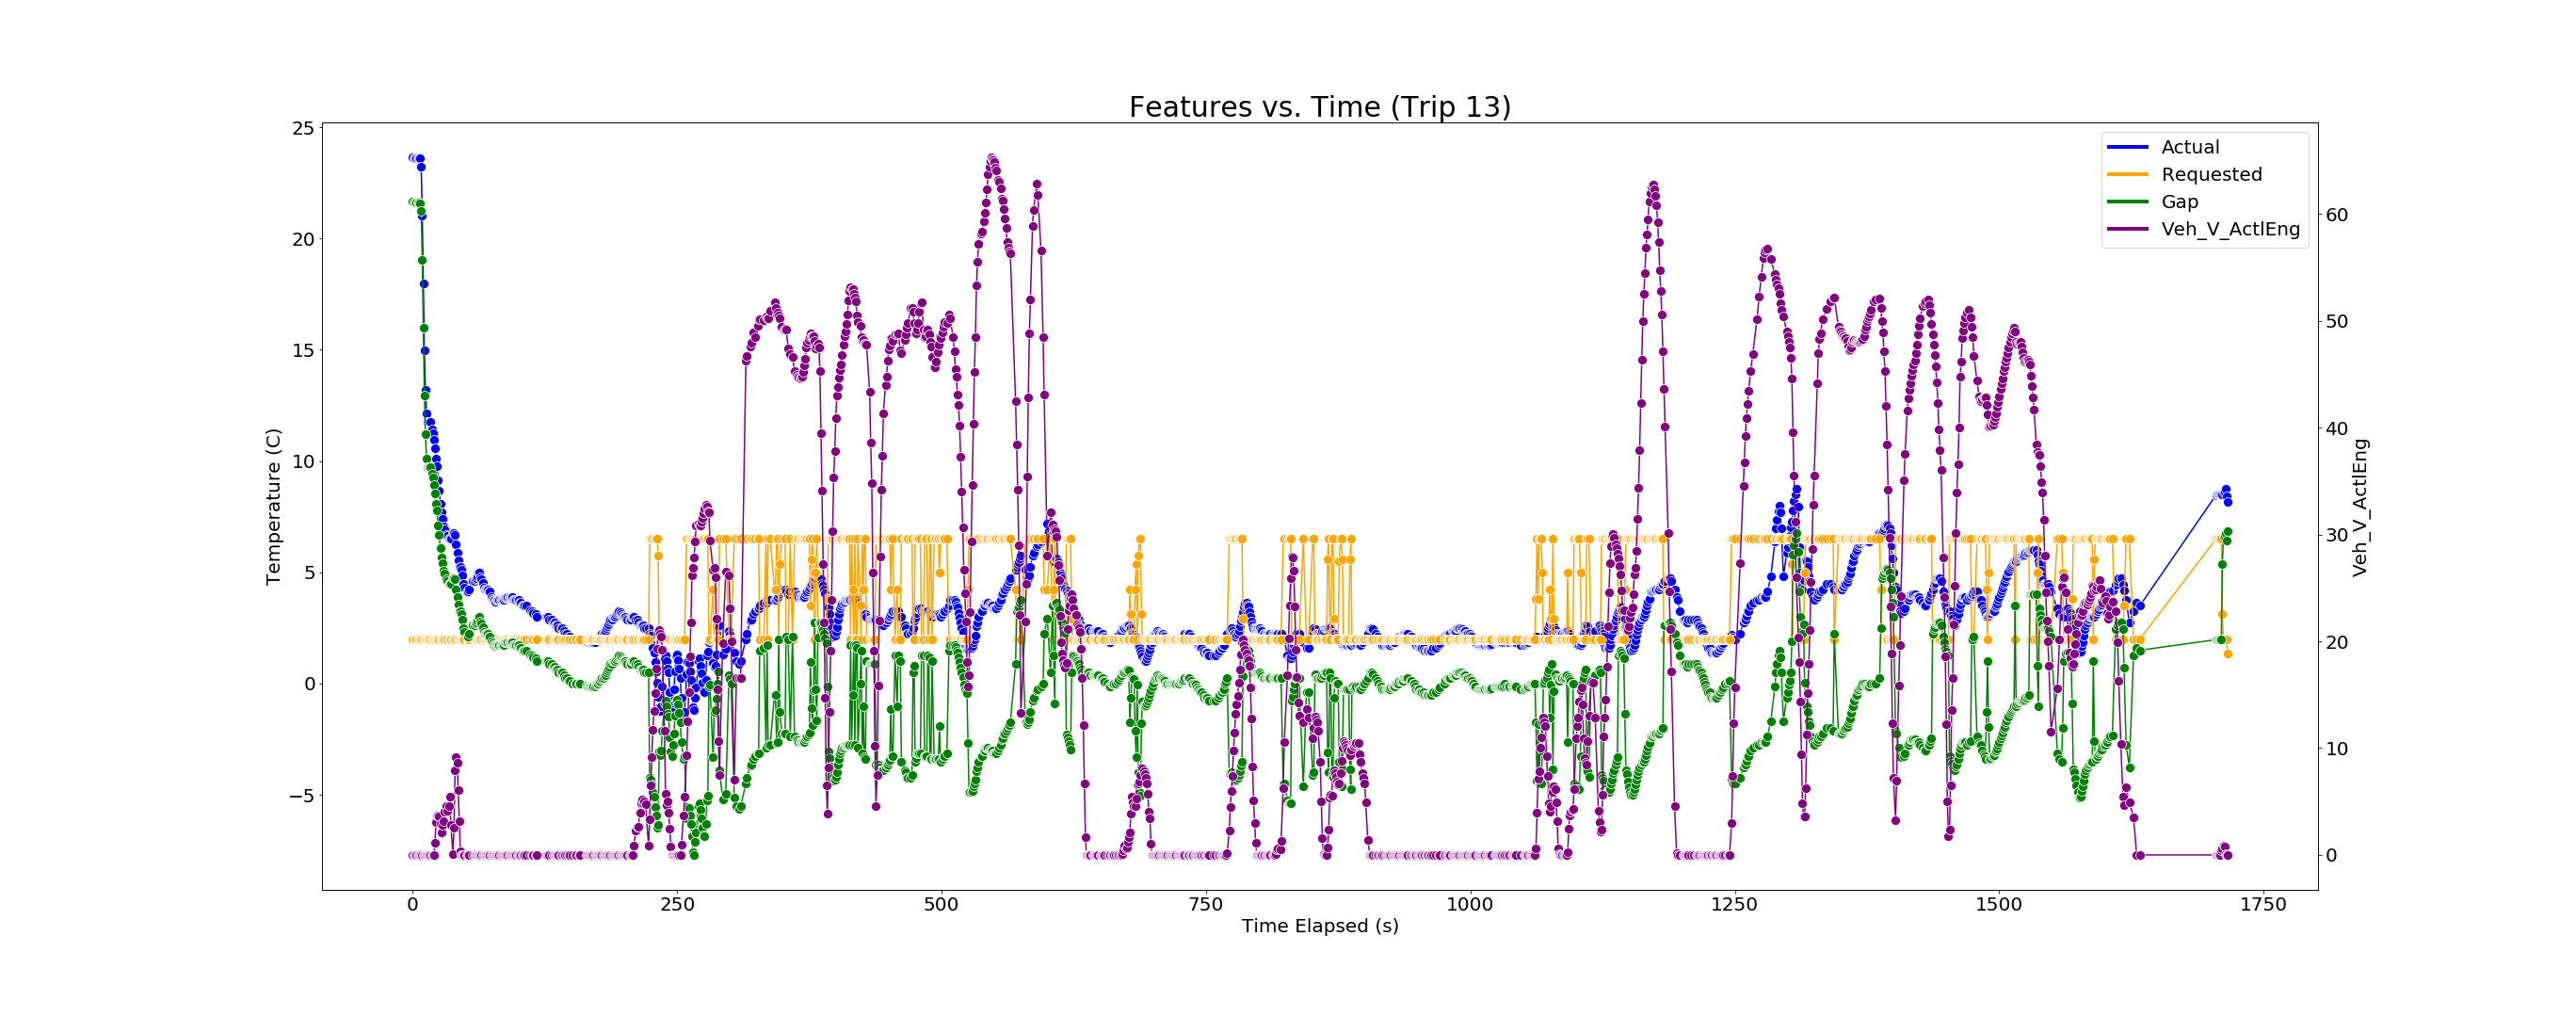 Features vs. Time (Trip 13)
25
20
15
10
5
0
−5
Temperature (C)
Actual
Requested
Gap
Veh_V_ActlEng
60
50
40
30
20
10
0
Veh_V_ActlEng
0 250 500 750 1000 1250 1500 1750
Time Elapsed (s)